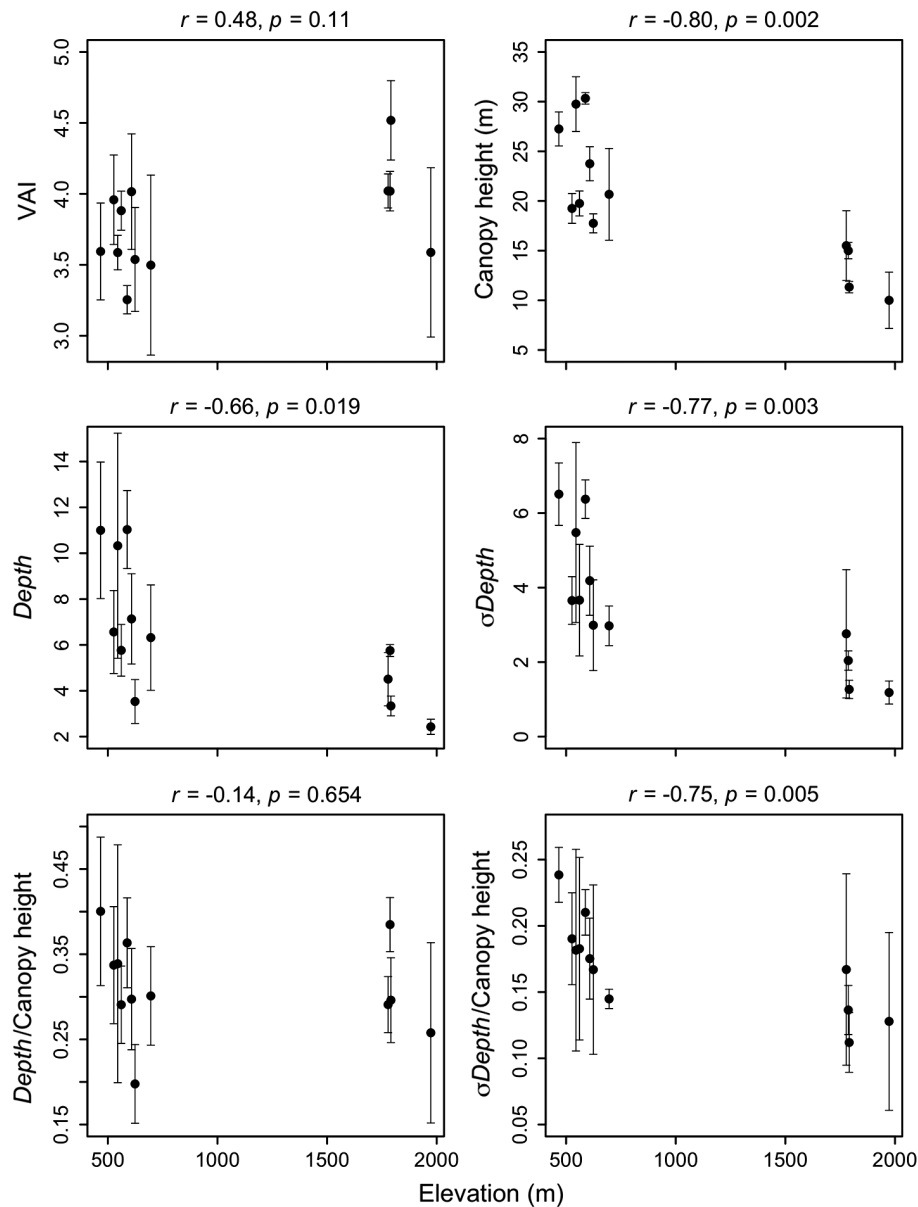 r = 0.48, p = 0.11
VAI
5.0
4.5
4.0
3.5
3.0
r = -0.80, p = 0.002
Canopy height (m)
35
30
25
20
15
10
5
r = -0.66, p = 0.019
Depth
14
12
10
8
6
4
2
r = -0.77, p = 0.003
σDepth
8
6
4
2
0
r = -0.14, p = 0.654
Depth/Canopy height
0.45
0.35
0.25
0.15
500 1000 1500 2000
r = -0.75, p = 0.005
σDepth/Canopy height
0.25
0.20
0.15
0.10
0.05
500 1000 1500 2000
Elevation (m)